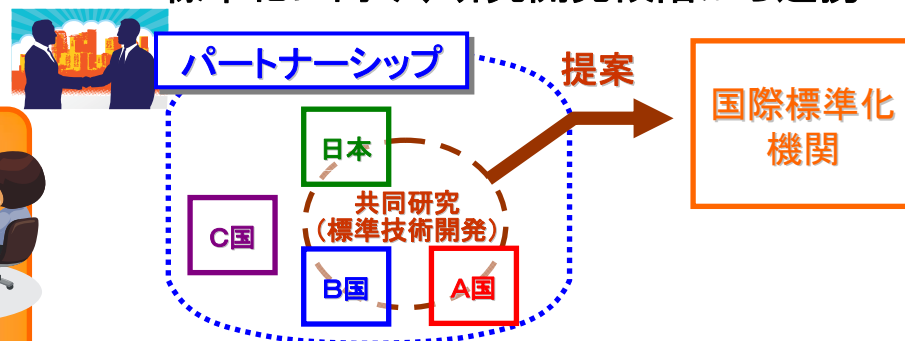 パートナーシップ
提案
国際標準化
機関
日本
共同研究
(標準技術開発)
C国
B国
A国